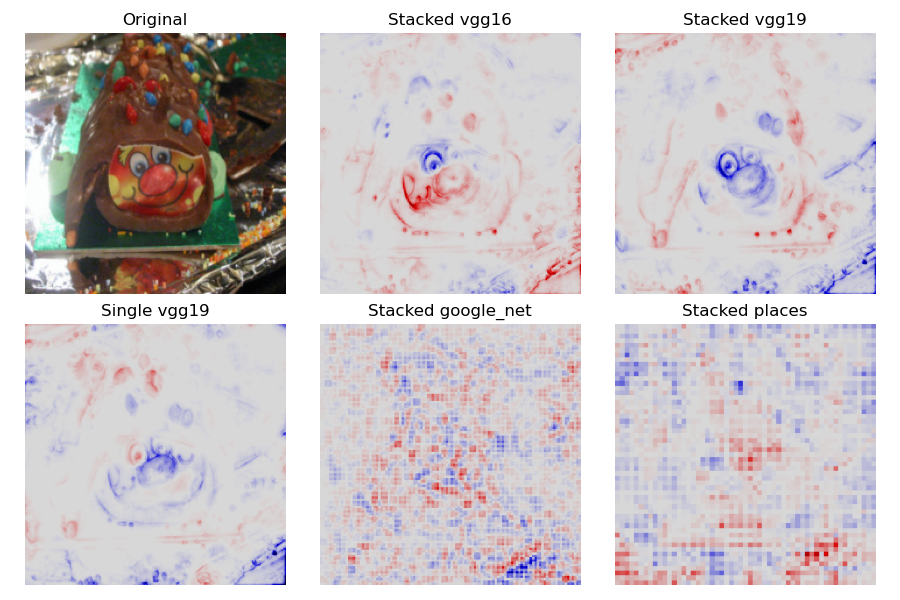 Original
Stacked vgg16
Stacked vgg19
Single vgg19
Stacked google_net
Stacked places